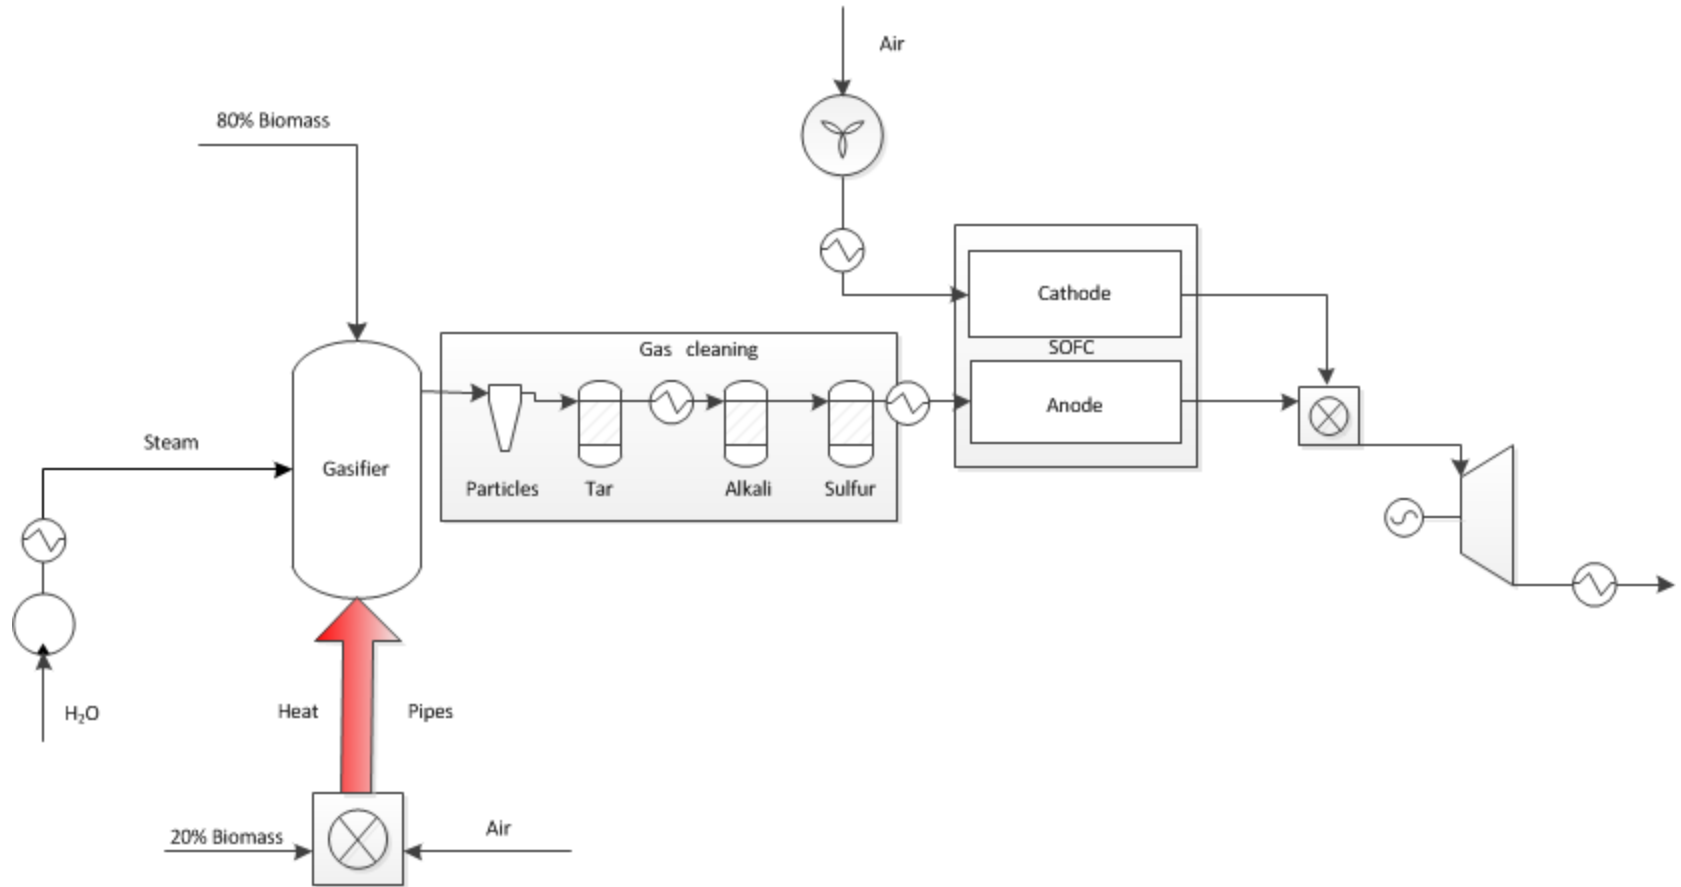 Air
80% Biomass
Cathode
Gas cleaning
SOFC
Anode
Steam
Gasifier
Particles
Tar
Alkali
Sulfur
H₂O
Heat
Pipes
20% Biomass
Air